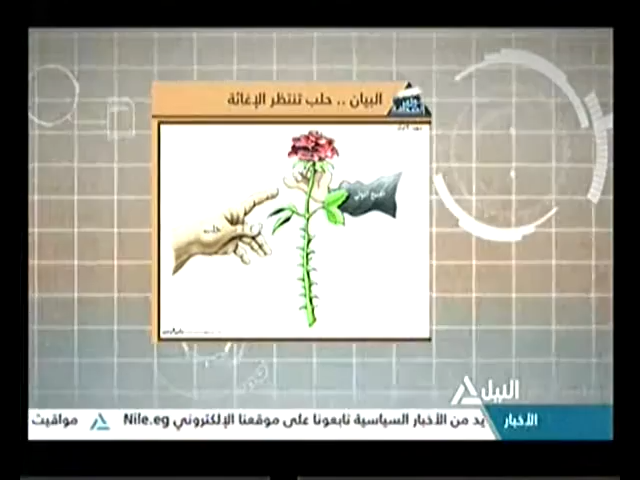 البيان .. حلب تنتظر الإغاثة
حلب
النيل
الأخبار
يد من الأخبار السياسية تابعونا على موقعنا الإلكتروني Nile.eg
مواقيت